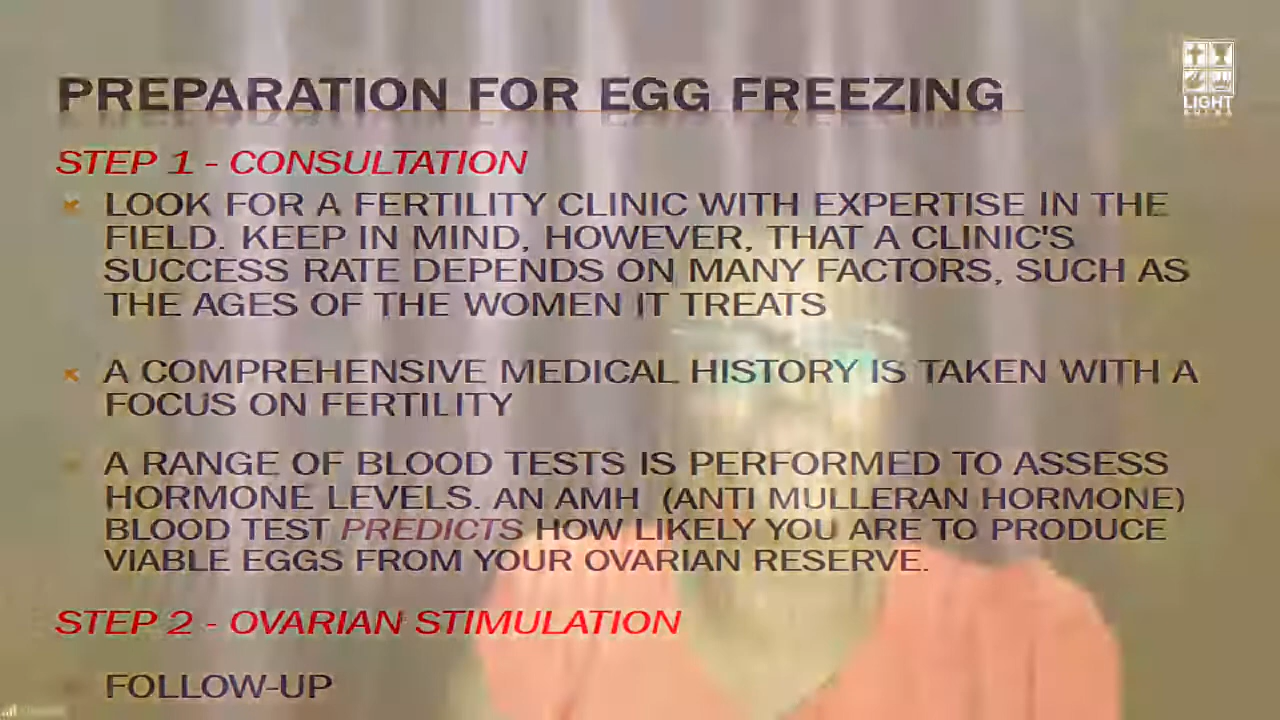 PREPARATION FOR EGG FREEZING
LIGHT
STEP 1 - CONSULTATION
LOOK FOR A FERTILITY CLINIC WITH EXPERTISE IN THE
FIELD. KEEP IN MIND, HOWEVER, THAT A CLINIC'S
SUCCESS RATE DEPENDS ON MANY FACTORS, SUCH AS
THE AGES OF THE WOMEN IT TREATS
A COMPREHENSIVE MEDICAL HISTORY IS TAKEN WITH A
FOCUS ON FERTILITY
A RANGE OF BLOOD TESTS IS PERFORMED TO ASSESS
HORMONE LEVELS. AN AMH (ANTI MULLERAN HORMONE)
BLOOD TEST PREDICTS HOW LIKELY YOU ARE TO PRODUCE
VIABLE EGGS FROM YOUR OVARIAN RESERVE.
STEP 2 - OVARIAN STIMULATION
FOLLOW-UP